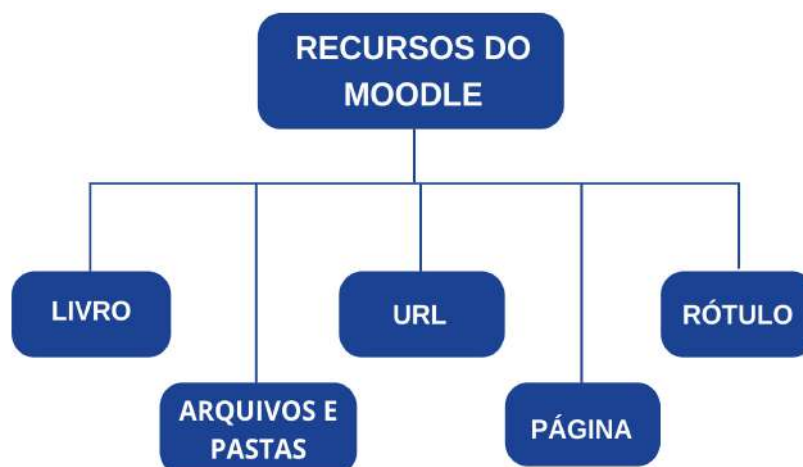 RECURSOS DO
MOODLE
LIVRO
URL
RÓTULO
ARQUIVOS E
PASTAS
PÁGINA